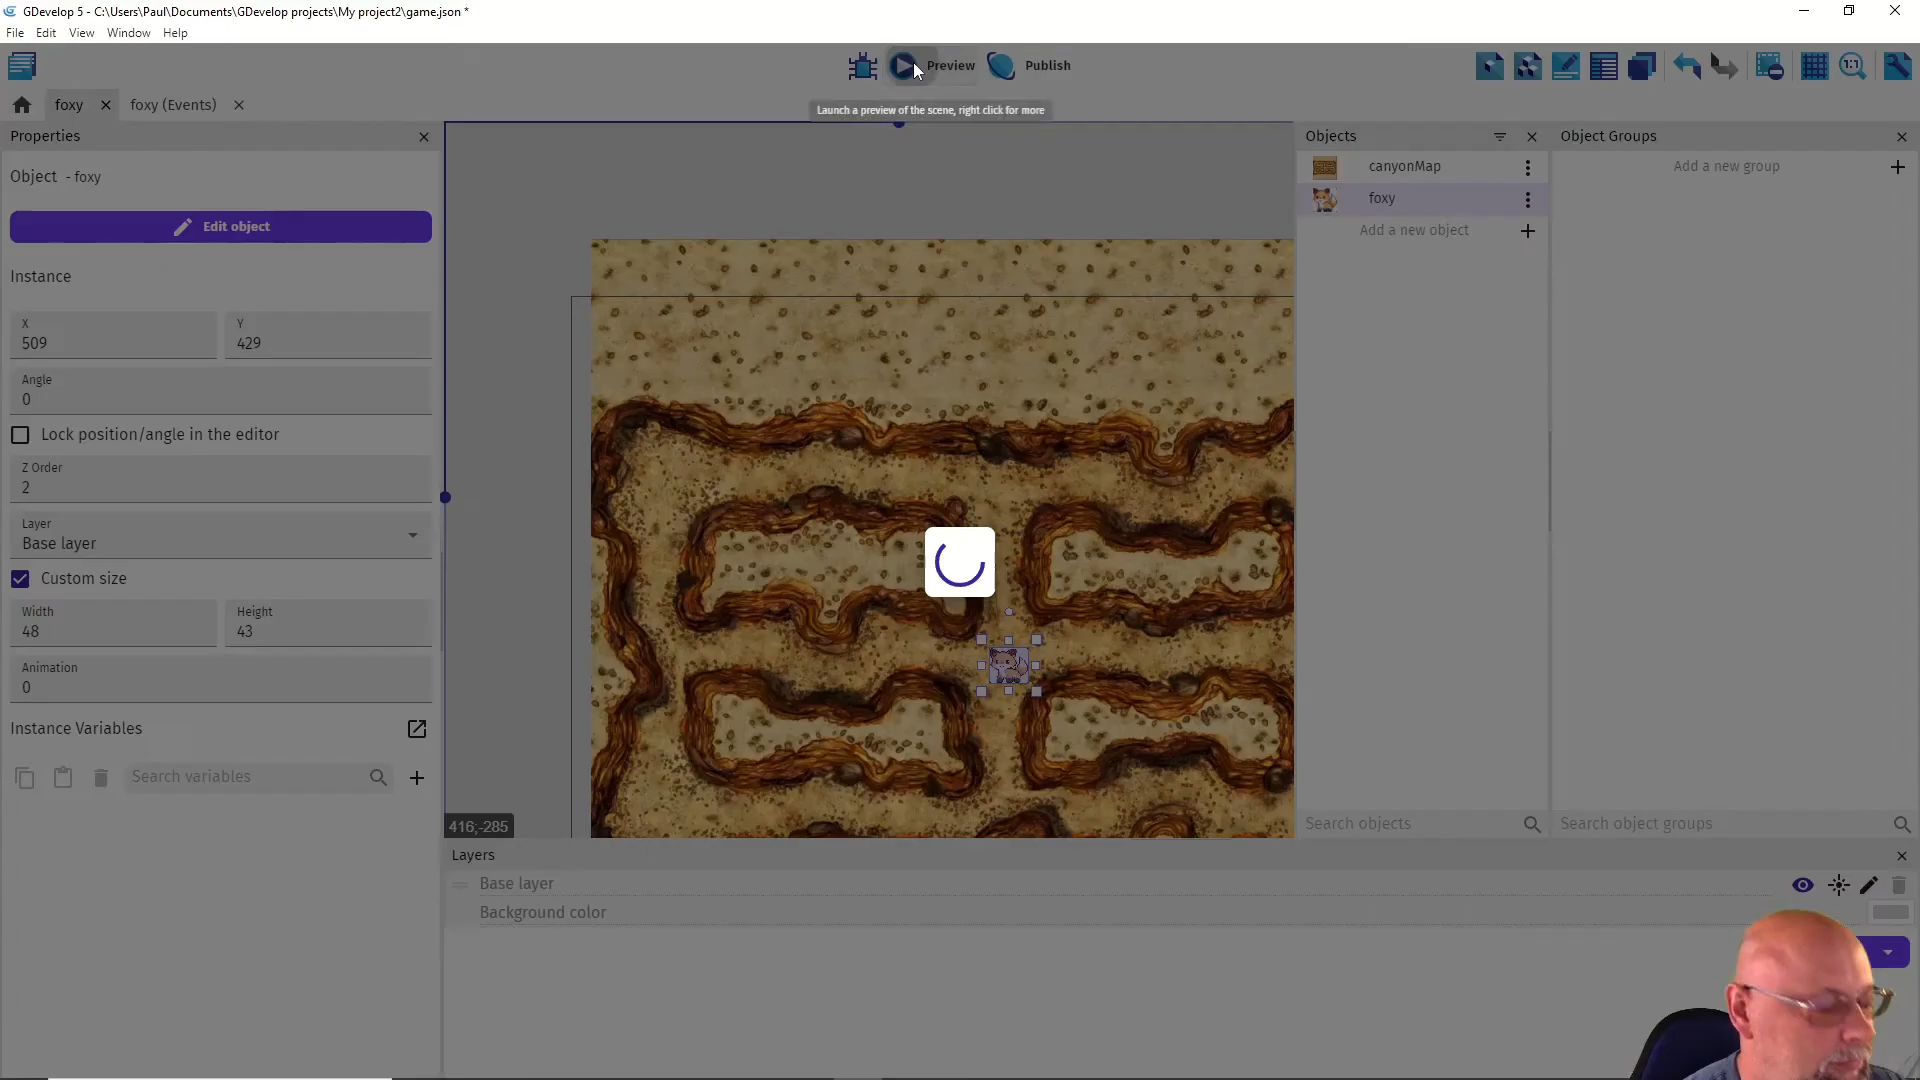 GDevelop 5 - C:\Users\Paul\Documents\GDevelop projects\My project2\game.json *
File Edit View Window Help
Preview
Publish
1:1
foxy
foxy (Events)
Launch a preview of the scene, right click for more
Properties
Object - foxy
Edit object
Instance
X
509
Y
429
Angle
0
Lock position/angle in the editor
Z Order
2
Layer
Base layer
Custom size
Width
48
Height
43
Animation
0
Instance Variables
Search variables
416;-285
Objects
canyonMap
foxy
Add a new object
Search objects
Object Groups
Add a new group
Search object groups
Layers
Base layer
Background color